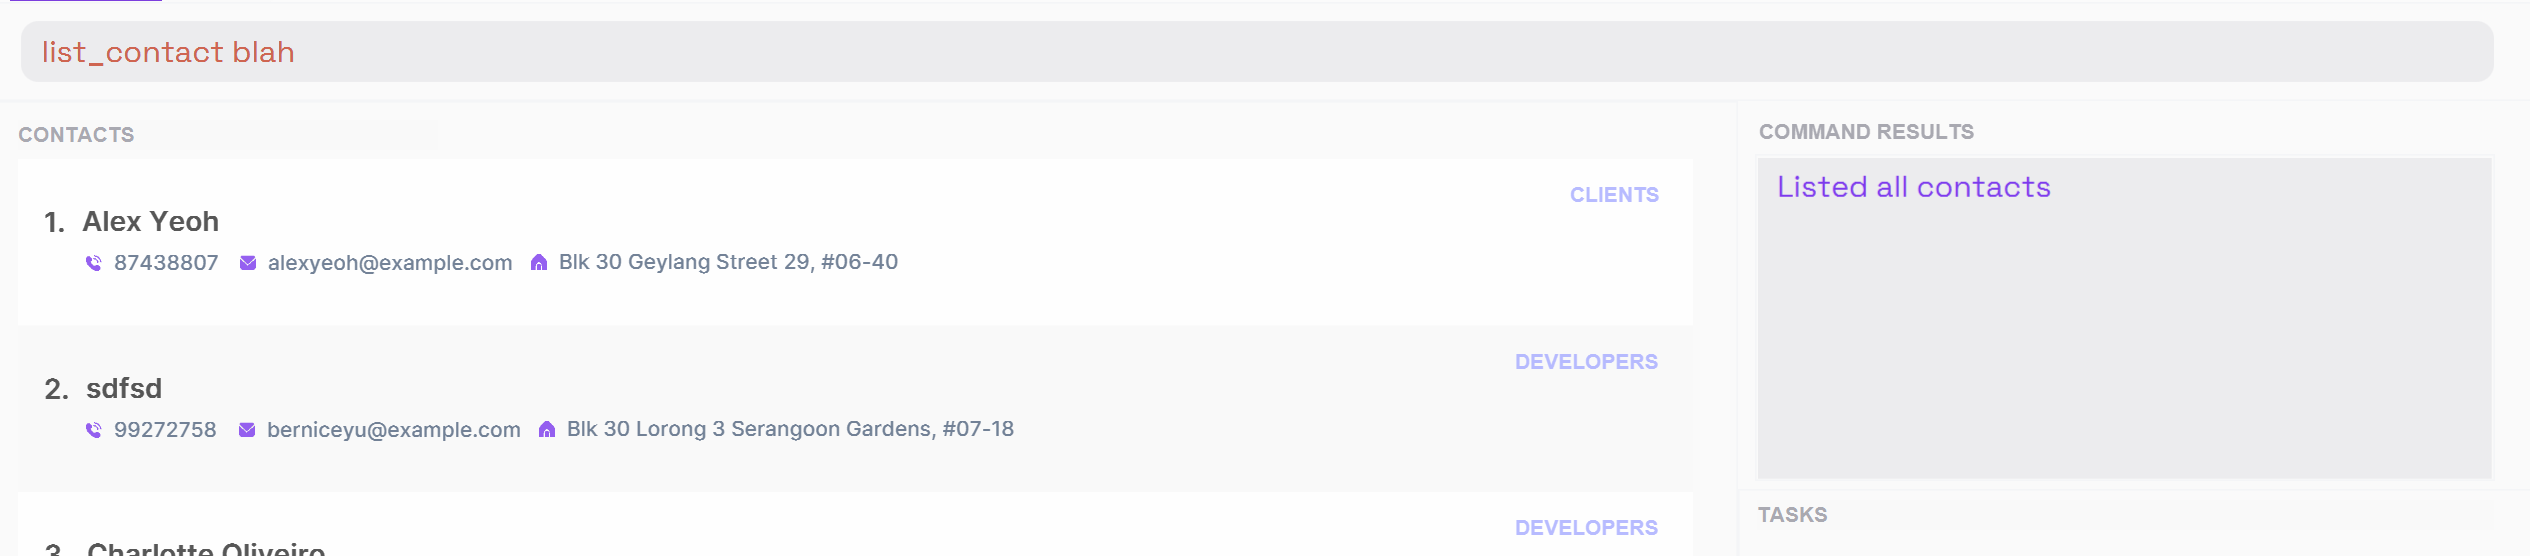 list_contact blah
CONTACTS
CLIENTS
1. Alex Yeoh
87438807 alexyeoh@example.com Blk 30 Geylang Street 29, #06-40
DEVELOPERS
2. sdfsd
99272758 berniceyu@example.com Blk 30 Lorong 3 Serangoon Gardens, #07-18
DEVELOPERS
3. Charlotte Oliveiro
COMMAND RESULTS
Listed all contacts
TASKS